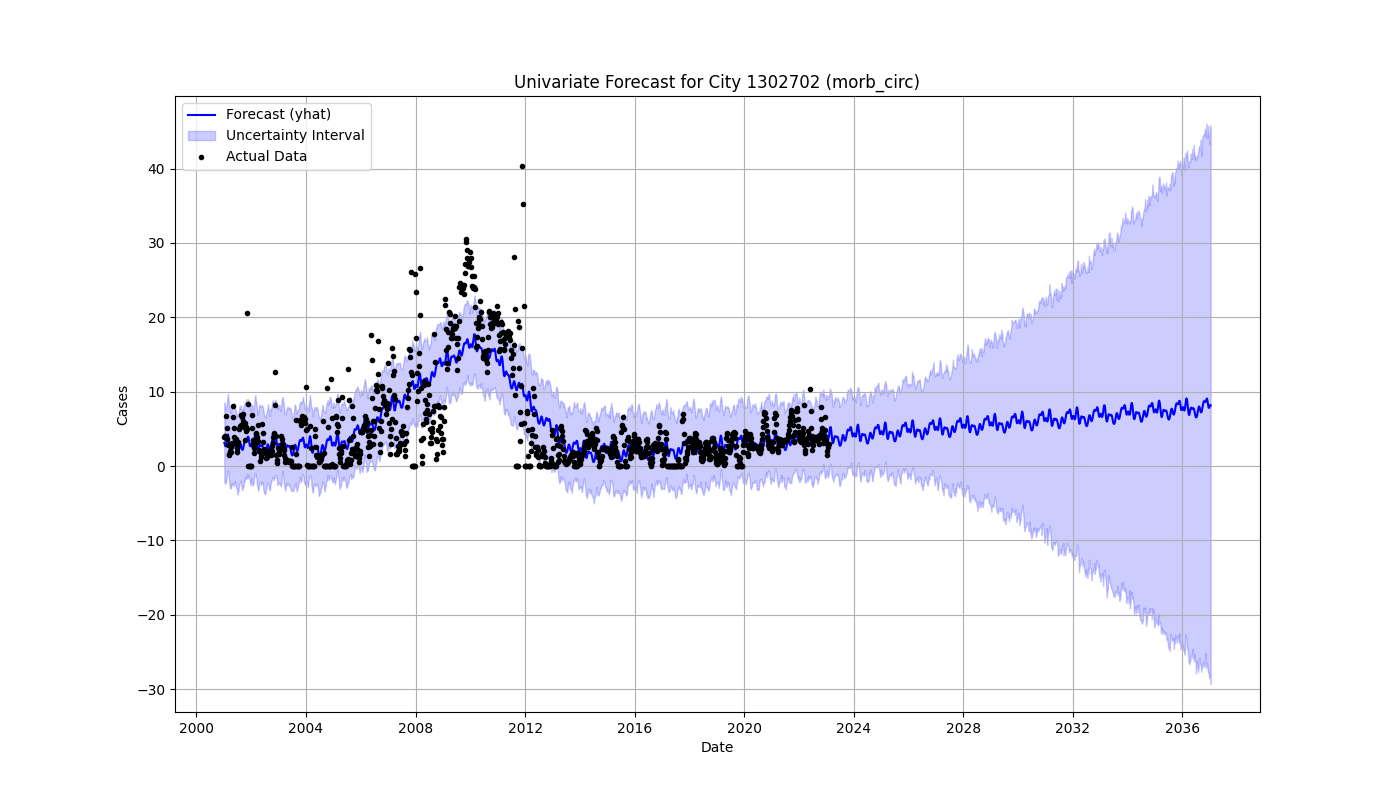 Univariate Forecast for City 1302702 (morb_circ)
Forecast (yhat)
Uncertainty Interval
Actual Data
Cases
40
30
20
10
0
−10
−20
−30
2000 2004 2008 2012 2016 2020 2024 2028 2032 2036
Date